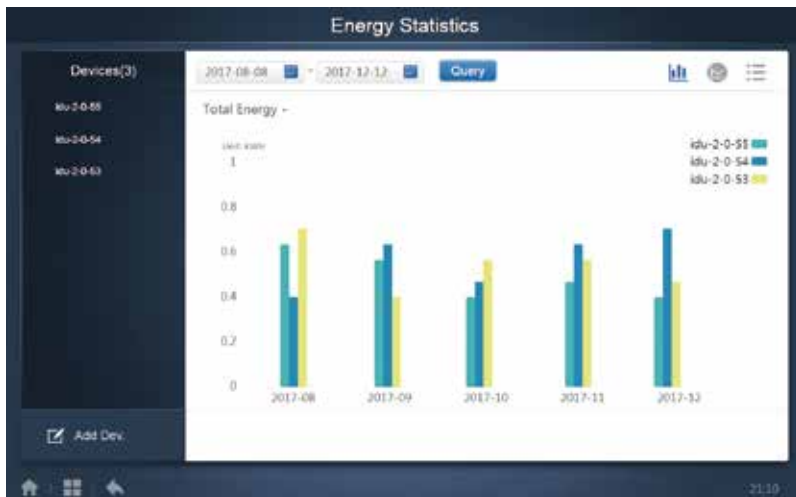 Energy Statistics
Devices(3)
idu-2-0-55
idu-2-0-54
idu-2-0-53
2017-08-08 - 2017-12-12 Query
Total Energy
idu-2-0-55
idu-2-0-54
idu-2-0-53
1
0.8
0.6
0.4
0.2
0
2017-08 2017-09 2017-10 2017-11 2017-12
Add Dev.
21:10